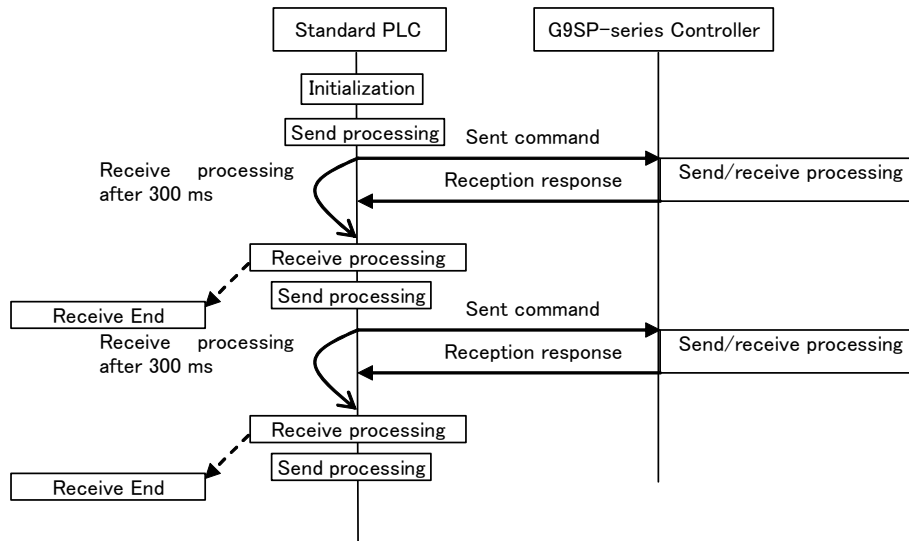 Standard PLC
G9SP-series Controller
Initialization
Send processing
Sent command
Receive processing
after 300 ms
Reception response
Send/receive processing
Receive processing
Send processing
Receive End
Sent command
Receive processing
after 300 ms
Reception response
Send/receive processing
Receive processing
Send processing
Receive End